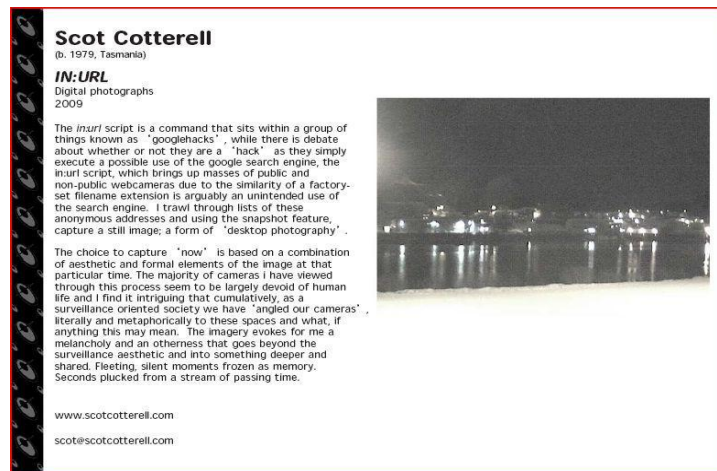 Scot Cotterell
(b. 1979, Tasmania)
IN:URL
Digital photographs
2009
The in:url script is a command that sits within a group of
things known as ‘googlehacks’, while there is debate
about whether or not they are a ‘hack’ as they simply
execute a possible use of the google search engine, the
in:url script, which brings up masses of public and
non-public webcameras due to the similarity of a factory-
set filename extension is arguably an unintended use of
the search engine. I trawl through lists of these
anonymous addresses and using the snapshot feature,
capture a still image; a form of ‘desktop photography’.
The choice to capture ‘now’ is based on a combination
of aesthetic and formal elements of the image at that
particular time. The majority of cameras i have viewed
through this process seem to be largely devoid of human
life and I find it intriguing that cumulatively, as a
surveillance oriented society we have ‘angled our cameras’,
literally and metaphorically to these spaces and what, if
anything this may mean. The imagery evokes for me a
melancholy and an otherness that goes beyond the
surveillance aesthetic and into something deeper and
shared. Fleeting, silent moments frozen as memory.
Seconds plucked from a stream of passing time.
www.scotcotterell.com
scot@scotcotterell.com